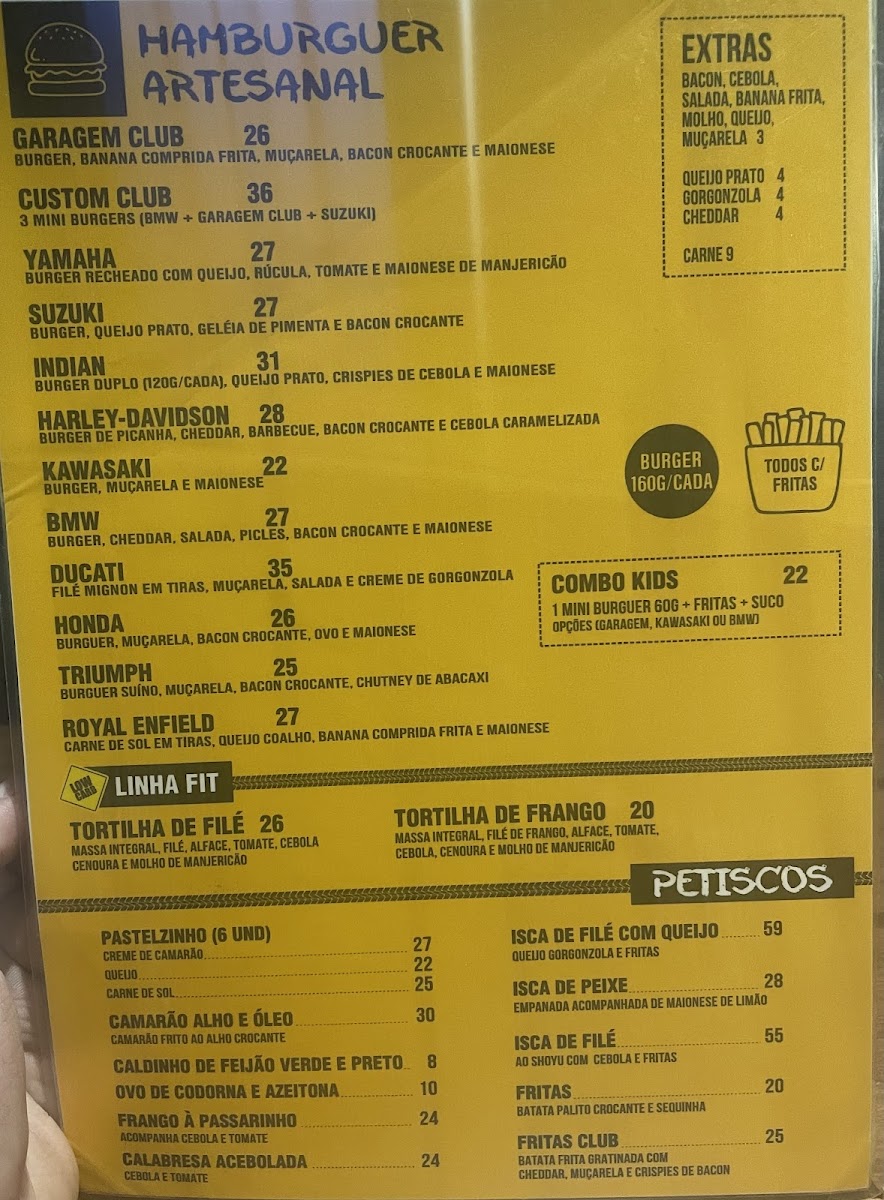 HAMBURGUER
ARTESANAL
GARAGEM CLUB 26
BURGER, BANANA COMPRIDA FRITA, MUÇARELA, BACON CROCANTE E MAIONESE
CUSTOM CLUB 36
3 MINI BURGERS (BMW + GARAGEM CLUB + SUZUKI)
YAMAHA 27
BURGER RECHEADO COM QUEIJO, RÚCULA, TOMATE E MAIONESE DE MANJERICÃO
SUZUKI 27
BURGER, QUEIJO PRATO, GELÉIA DE PIMENTA E BACON CROCANTE
INDIAN 31
BURGER DUPLO (120G/CADA), QUEIJO PRATO, CRISPIES DE CEBOLA E MAIONESE
HARLEY-DAVIDSON 28
BURGER DE PICANHA, CHEDDAR, BARBECUE, BACON CROCANTE E CEBOLA CARAMELIZADA
KAWASAKI 22
BURGER, MUÇARELA E MAIONESE
BMW 27
BURGER, CHEDDAR, SALADA, PICLES, BACON CROCANTE E MAIONESE
DUCATI 35
FILÉ MIGNON EM TIRAS, MUÇARELA, SALADA E CREME DE GORGONZOLA
HONDA 26
BURGUER, MUÇARELA, BACON CROCANTE, OVO E MAIONESE
TRIUMPH 25
BURGUER SUÍNO, MUÇARELA, BACON CROCANTE, CHUTNEY DE ABACAXI
ROYAL ENFIELD 27
CARNE DE SOL EM TIRAS, QUEIJO COALHO, BANANA COMPRIDA FRITA E MAIONESE
EXTRAS
BACON, CEBOLA,
SALADA, BANANA FRITA,
MOLHO, QUEIJO,
MUÇARELA 3
QUEIJO PRATO 4
GORGONZOLA 4
CHEDDAR 4
CARNE 9
BURGER
160G/CADA
TODOS C/
FRITAS
COMBO KIDS 22
1 MINI BURGUER 60G + FRITAS + SUCO
OPÇÕES (GARAGEM, KAWASAKI OU BMW)
LOW
CARB
LINHA FIT
TORTILHA DE FILÉ 26
MASSA INTEGRAL, FILÉ, ALFACE, TOMATE, CEBOLA
CENOURA E MOLHO DE MANJERICÃO
TORTILHA DE FRANGO 20
MASSA INTEGRAL, FILÉ DE FRANGO, ALFACE, TOMATE,
CEBOLA, CENOURA E MOLHO DE MANJERICÃO
PETISCOS
PASTELZINHO (6 UND)
CREME DE CAMARÃO 27
QUEIJO 22
CARNE DE SOL 25
CAMARÃO ALHO E ÓLEO 30
CAMARÃO FRITO AO ALHO CROCANTE
CALDINHO DE FEIJÃO VERDE E PRETO 8
OVO DE CODORNA E AZEITONA 10
FRANGO À PASSARINHO 24
ACOMPANHA CEBOLA E TOMATE
CALABRESA ACEBOLADA 24
CEBOLA E TOMATE
ISCA DE FILÉ COM QUEIJO 59
QUEIJO GORGONZOLA E FRITAS
ISCA DE PEIXE 28
EMPANADA ACOMPANHADA DE MAIONESE DE LIMÃO
ISCA DE FILÉ 55
AO SHOYU COM CEBOLA E FRITAS
FRITAS 20
BATATA PALITO CROCANTE E SEQUINHA
FRITAS CLUB 25
BATATA FRITA GRATINADA COM
CHEDDAR, MUÇARELA E CRISPIES DE BACON